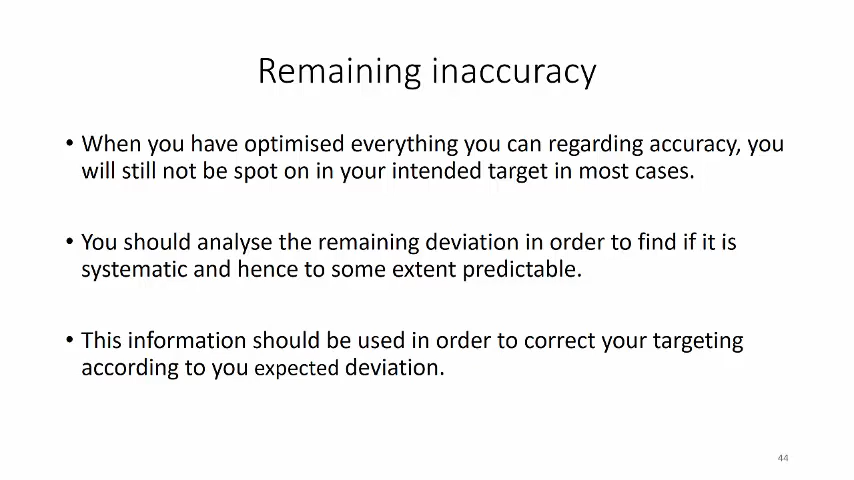 Remaining inaccuracy
• When you have optimised everything you can regarding accuracy, you
will still not be spot on in your intended target in most cases.
• You should analyse the remaining deviation in order to find if it is
systematic and hence to some extent predictable.
• This information should be used in order to correct your targeting
according to you expected deviation.
44